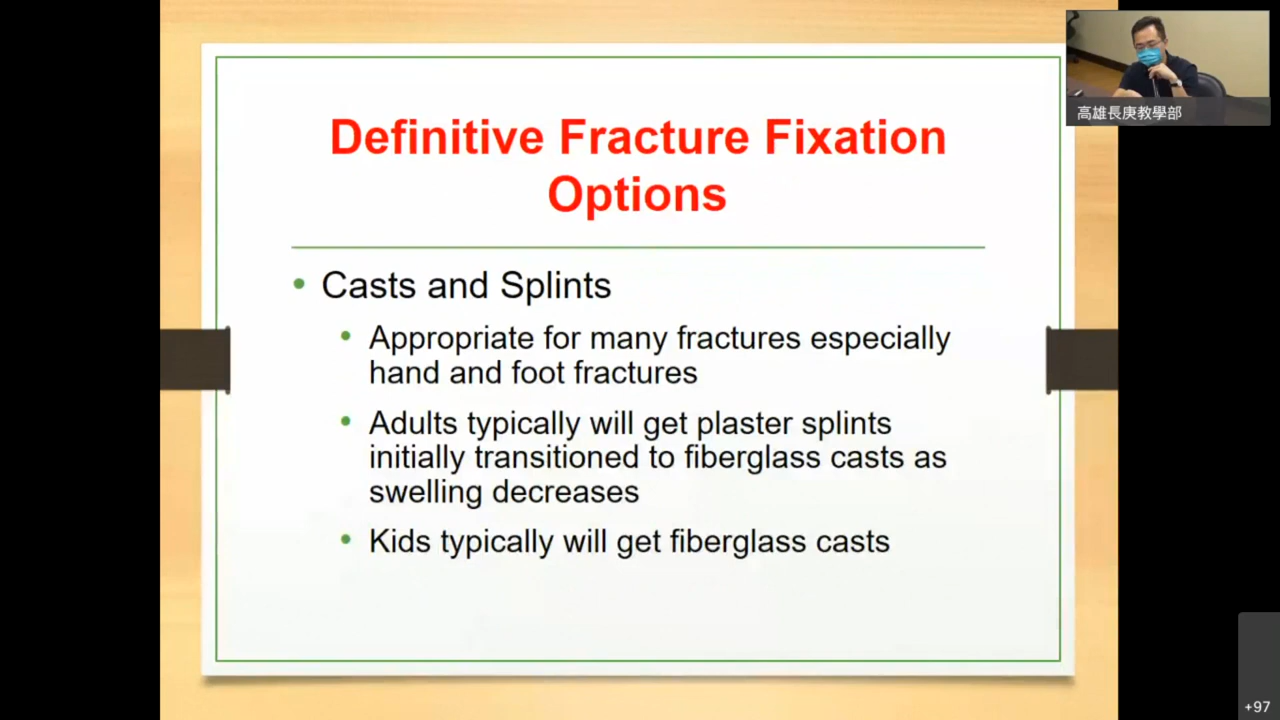 Definitive Fracture Fixation
Options
• Casts and Splints
• Appropriate for many fractures especially
hand and foot fractures
• Adults typically will get plaster splints
initially transitioned to fiberglass casts as
swelling decreases
• Kids typically will get fiberglass casts
高雄長庚教學部
+97